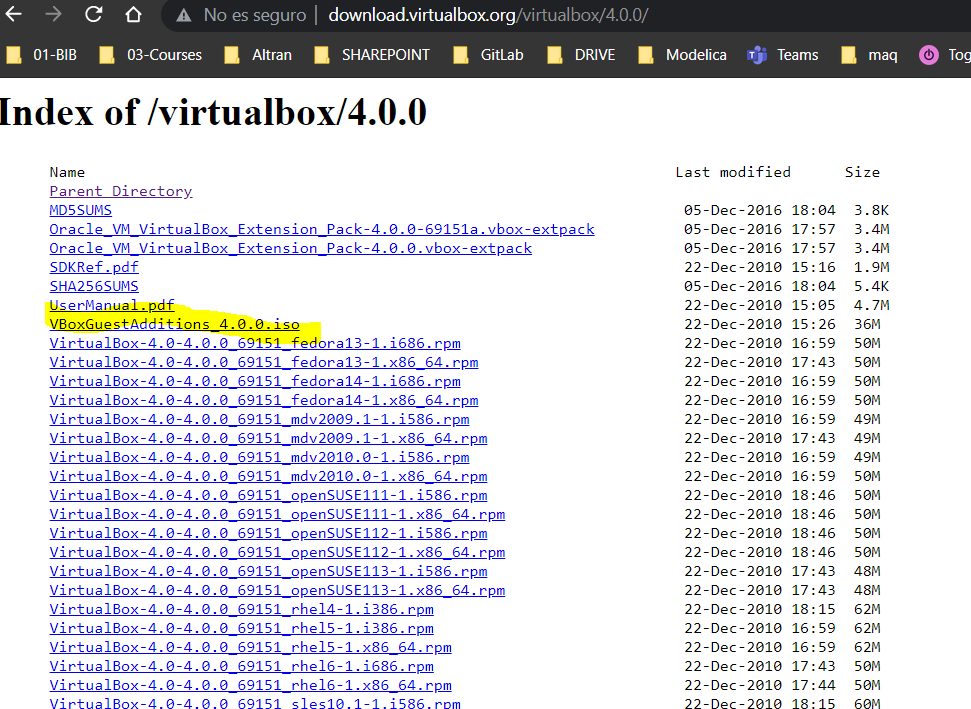 No es seguro | download.virtualbox.org/virtualbox/4.0.0/
01-BIB 03-Courses Altran SHAREPOINT GitLab DRIVE Modelica Teams maq Tog
Index of /virtualbox/4.0.0
Name Last modified Size
Parent Directory
MD5SUMS 05-Dec-2016 18:04 3.8K
Oracle_VM_VirtualBox_Extension_Pack-4.0.0-69151a.vbox-extpack 05-Dec-2016 17:57 3.4M
Oracle_VM_VirtualBox_Extension_Pack-4.0.0.vbox-extpack 05-Dec-2016 17:57 3.4M
SDKRef.pdf 22-Dec-2010 15:16 1.9M
SHA256SUMS 05-Dec-2016 18:04 5.4K
UserManual.pdf 22-Dec-2010 15:05 4.7M
VBoxGuestAdditions_4.0.0.iso 22-Dec-2010 15:26 36M
VirtualBox-4.0-4.0.0_69151_fedora13-1.i686.rpm 22-Dec-2010 16:59 50M
VirtualBox-4.0-4.0.0_69151_fedora13-1.x86_64.rpm 22-Dec-2010 17:43 50M
VirtualBox-4.0-4.0.0_69151_fedora14-1.i686.rpm 22-Dec-2010 16:59 50M
VirtualBox-4.0-4.0.0_69151_fedora14-1.x86_64.rpm 22-Dec-2010 16:59 50M
VirtualBox-4.0-4.0.0_69151_mdv2009.1-1.i586.rpm 22-Dec-2010 16:59 49M
VirtualBox-4.0-4.0.0_69151_mdv2009.1-1.x86_64.rpm 22-Dec-2010 17:43 49M
VirtualBox-4.0-4.0.0_69151_mdv2010.0-1.i586.rpm 22-Dec-2010 16:59 49M
VirtualBox-4.0-4.0.0_69151_mdv2010.0-1.x86_64.rpm 22-Dec-2010 16:59 50M
VirtualBox-4.0-4.0.0_69151_openSUSE111-1.i586.rpm 22-Dec-2010 18:46 50M
VirtualBox-4.0-4.0.0_69151_openSUSE111-1.x86_64.rpm 22-Dec-2010 18:46 50M
VirtualBox-4.0-4.0.0_69151_openSUSE112-1.i586.rpm 22-Dec-2010 18:46 50M
VirtualBox-4.0-4.0.0_69151_openSUSE112-1.x86_64.rpm 22-Dec-2010 18:46 50M
VirtualBox-4.0-4.0.0_69151_openSUSE113-1.i586.rpm 22-Dec-2010 17:43 48M
VirtualBox-4.0-4.0.0_69151_openSUSE113-1.x86_64.rpm 22-Dec-2010 17:43 48M
VirtualBox-4.0-4.0.0_69151_rhel4-1.i386.rpm 22-Dec-2010 18:15 62M
VirtualBox-4.0-4.0.0_69151_rhel5-1.i386.rpm 22-Dec-2010 16:59 62M
VirtualBox-4.0-4.0.0_69151_rhel5-1.x86_64.rpm 22-Dec-2010 16:59 62M
VirtualBox-4.0-4.0.0_69151_rhel6-1.i686.rpm 22-Dec-2010 17:43 50M
VirtualBox-4.0-4.0.0_69151_rhel6-1.x86_64.rpm 22-Dec-2010 17:44 50M
VirtualBox-4.0-4.0.0_69151_sles10.1-1.i586.rpm 22-Dec-2010 18:15 60M